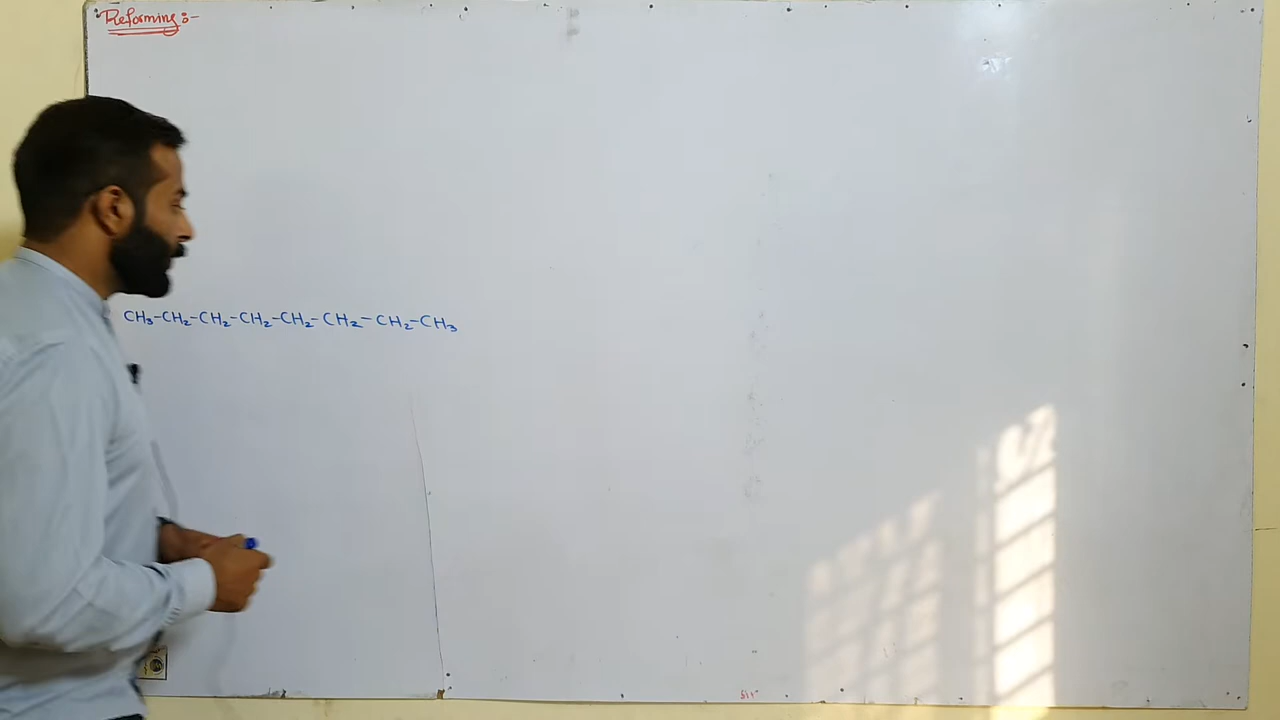 Reforming :-
CH₃-CH₂-CH₂-CH₂-CH₂-CH₂-CH₂-CH₃